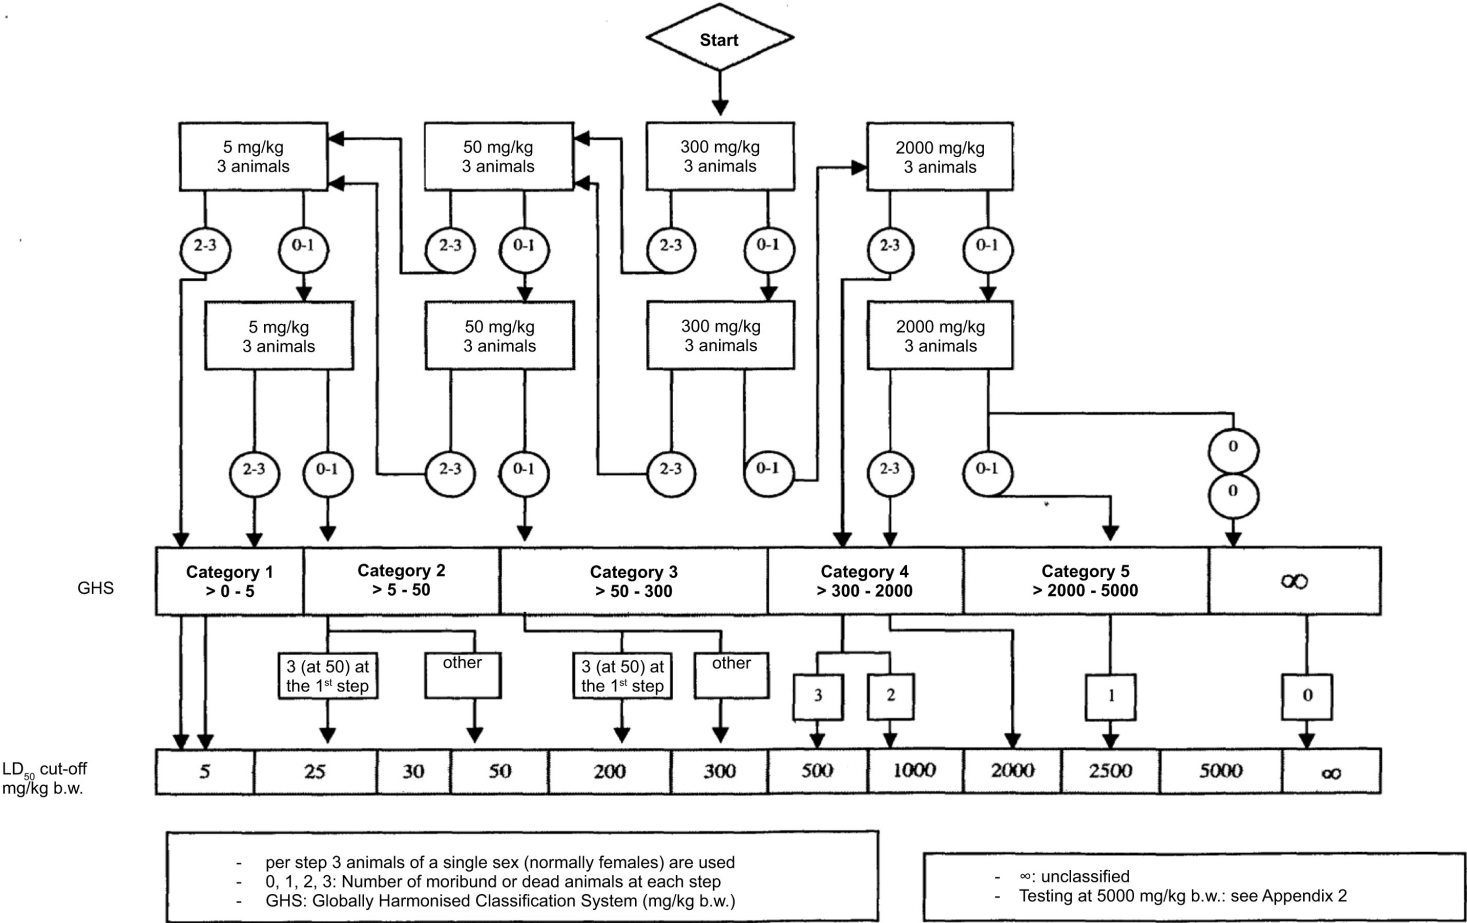 Start
5 mg/kg
3 animals
50 mg/kg
3 animals
300 mg/kg
3 animals
2000 mg/kg
3 animals
2-3
0-1
2-3
0-1
2-3
0-1
2-3
0-1
5 mg/kg
3 animals
50 mg/kg
3 animals
300 mg/kg
3 animals
2000 mg/kg
3 animals
2-3
0-1
2-3
0-1
2-3
0-1
2-3
0-1
0
0
GHS
Category 1
> 0 - 5
Category 2
> 5 - 50
Category 3
> 50 - 300
Category 4
> 300 - 2000
Category 5
> 2000 - 5000
∞
3 (at 50) at
the 1st step
other
3 (at 50) at
the 1st step
other
3
2
1
0
LD50 cut-off
mg/kg b.w.
5
25
30
50
200
300
500
1000
2000
2500
5000
∞
- per step 3 animals of a single sex (normally females) are used
- 0, 1, 2, 3: Number of moribund or dead animals at each step
- GHS: Globally Harmonised Classification System (mg/kg b.w.)
- ∞: unclassified
- Testing at 5000 mg/kg b.w.: see Appendix 2